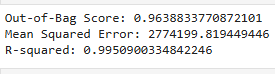 Out-of-Bag Score: 0.9638833770872101
Mean Squared Error: 2774199.819449446
R-squared: 0.9950900334842246